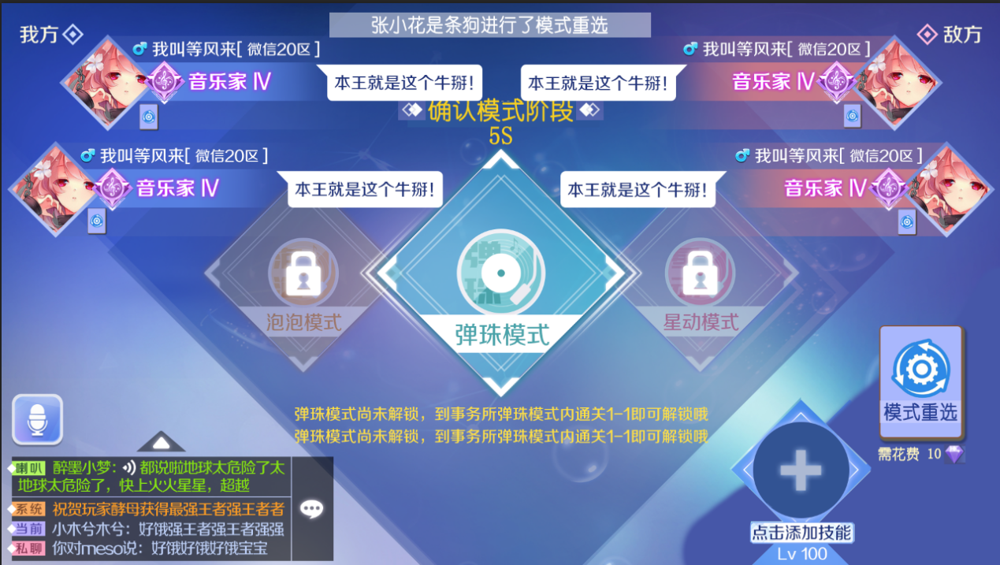 张小花是条狗进行了模式重选
我方
敌方
我叫等风来[ 微信20区 ]
音乐家 Ⅳ
本王就是这个牛掰!
本王就是这个牛掰!
我叫等风来[ 微信20区 ]
音乐家 Ⅳ
确认模式阶段
5S
我叫等风来[ 微信20区 ]
音乐家 Ⅳ
本王就是这个牛掰!
本王就是这个牛掰!
我叫等风来[ 微信20区 ]
音乐家 Ⅳ
泡泡模式
弹珠模式
星动模式
弹珠模式尚未解锁，到事务所弹珠模式内通关1-1即可解锁哦
弹珠模式尚未解锁，到事务所弹珠模式内通关1-1即可解锁哦
模式重选
需花费 10
喇叭 醉墨小梦: 都说啦地球太危险了太
地球太危险了，快上火火星星，超越
系统 祝贺玩家酵母获得最强王者强王者者
当前 小木兮木兮: 好饿强王者强王者强强
私聊 你对meso说: 好饿好饿好饿宝宝
点击添加技能
Lv 100